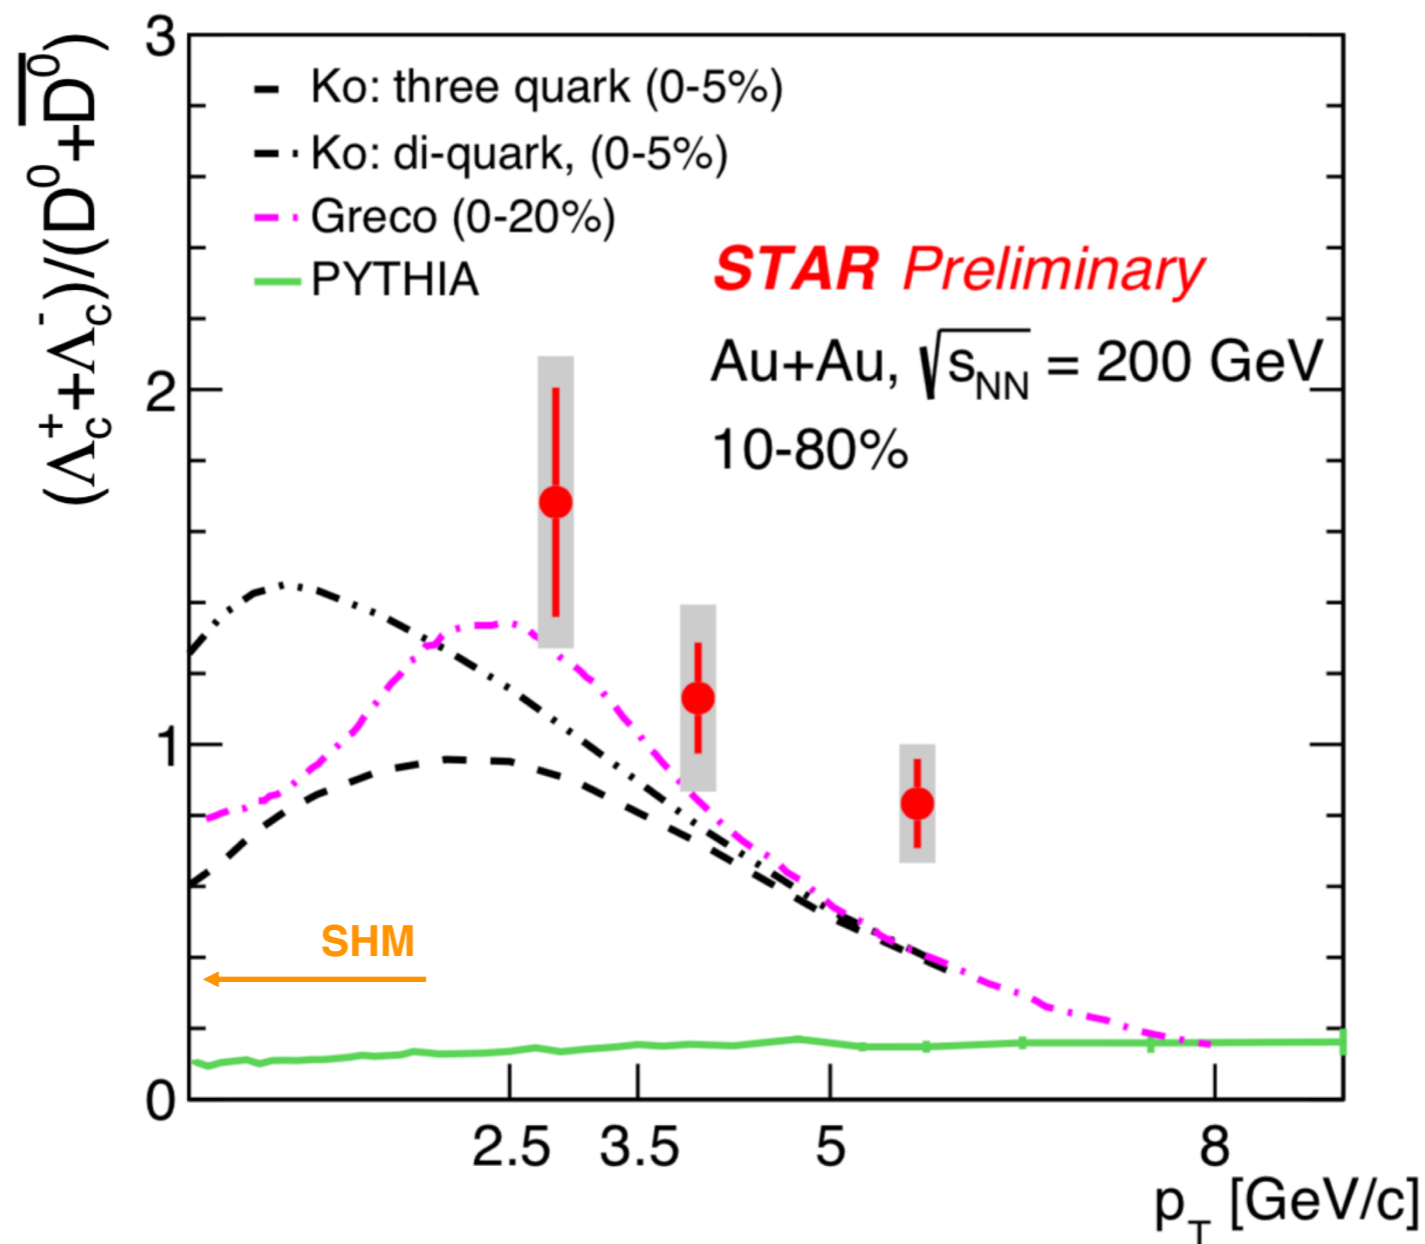 (Λc⁺+Λc⁻)/(D⁰+D̅⁰)
3
2
1
0
Ko: three quark (0-5%)
Ko: di-quark, (0-5%)
Greco (0-20%)
PYTHIA
STAR Preliminary
Au+Au, √sNN = 200 GeV
10-80%
SHM
2.5 3.5 5 8
pT [GeV/c]